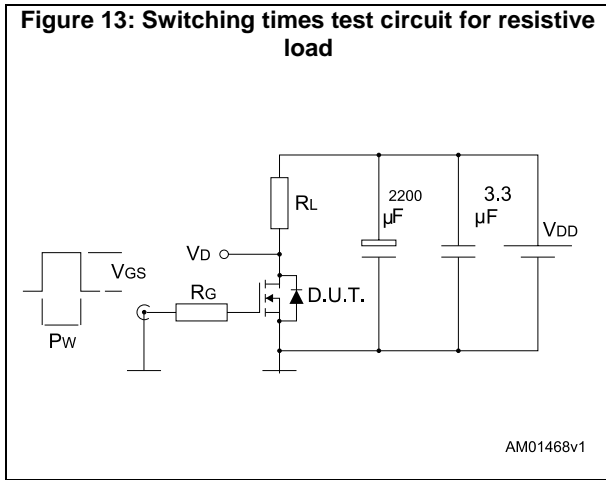 Figure 13: Switching times test circuit for resistive
load
2200
μF
3.3
μF
VDD
RL
VD
VGS
RG
D.U.T.
PW
AM01468v1